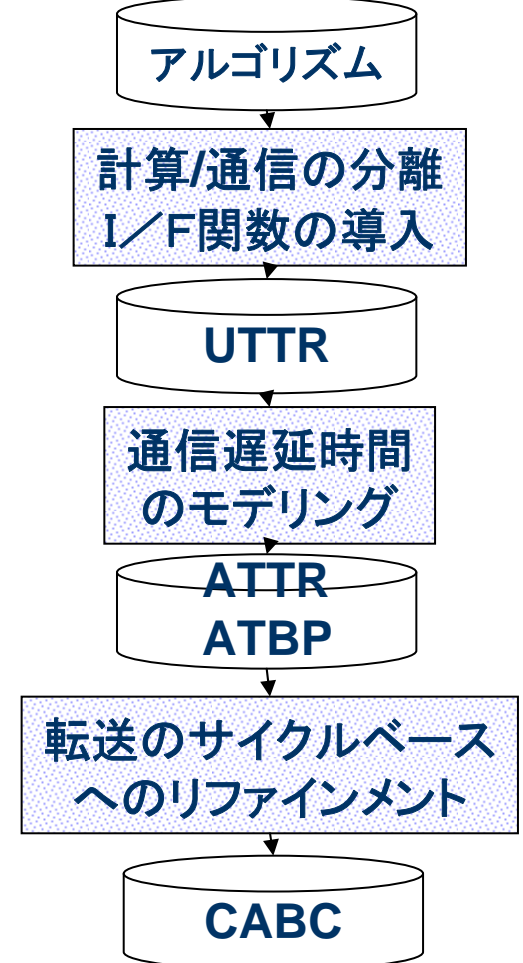 アルゴリズム
計算/通信の分離
I／F関数の導入
UTTR
通信遅延時間
のモデリング
ATTR
ATBP
転送のサイクルベース
へのリファインメント
CABC